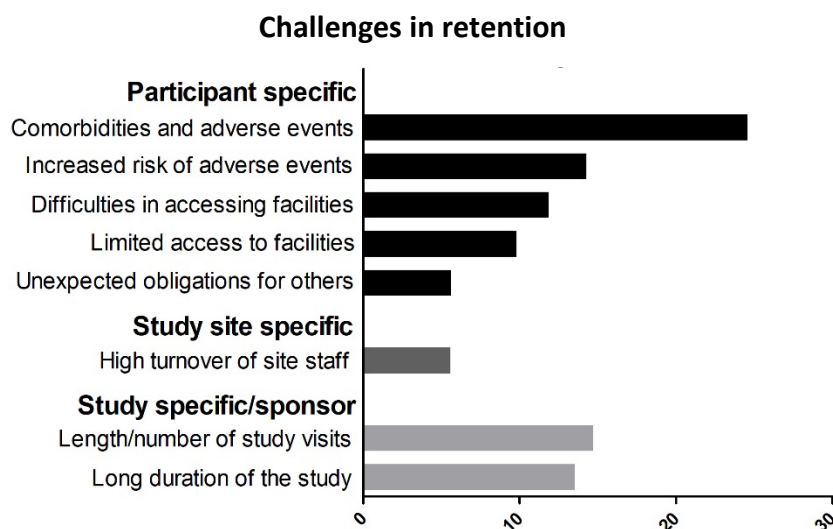 Challenges in retention
Participant specific
Comorbidities and adverse events
Increased risk of adverse events
Difficulties in accessing facilities
Limited access to facilities
Unexpected obligations for others
Study site specific
High turnover of site staff
Study specific/sponsor
Length/number of study visits
Long duration of the study
0 10 20 30